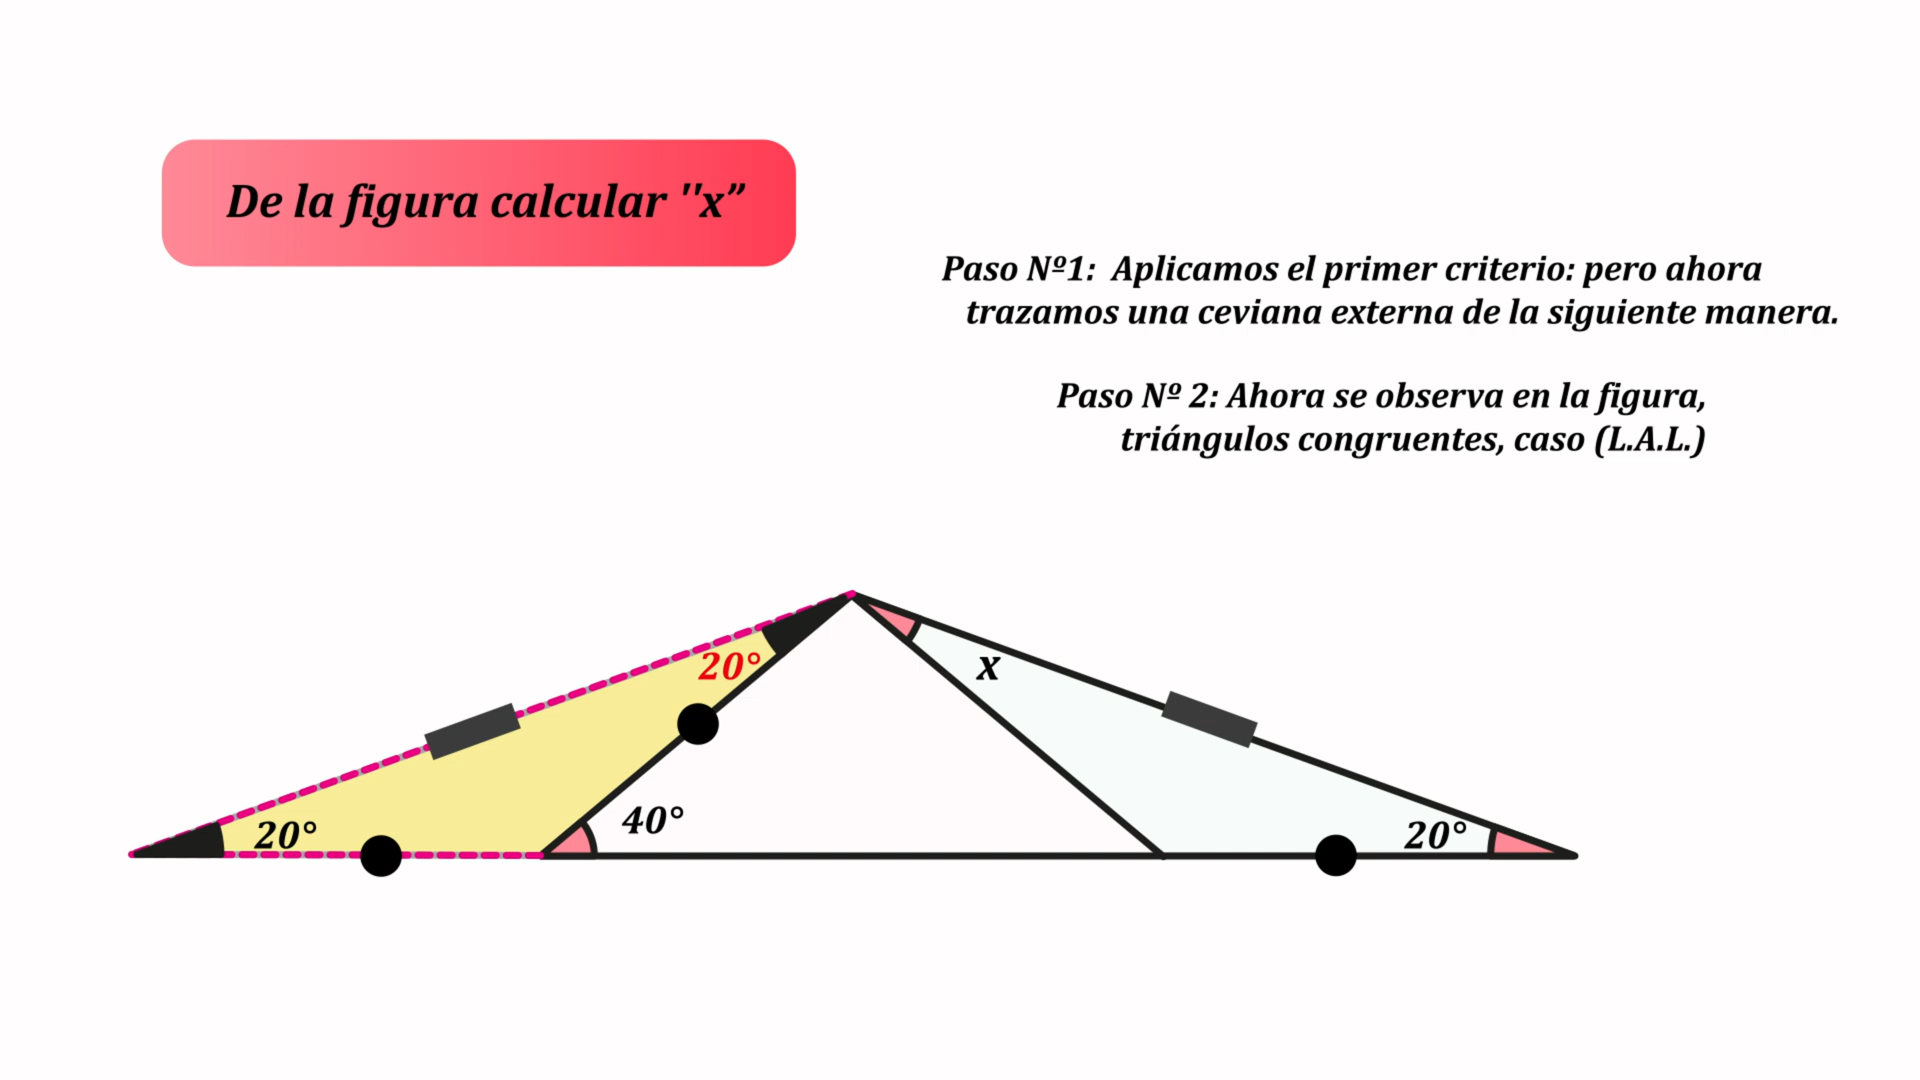 De la figura calcular "x”
Paso Nº1: Aplicamos el primer criterio: pero ahora
trazamos una ceviana externa de la siguiente manera.
Paso Nº 2: Ahora se observa en la figura,
triángulos congruentes, caso (L.A.L.)
20°
x
40°
20°
20°